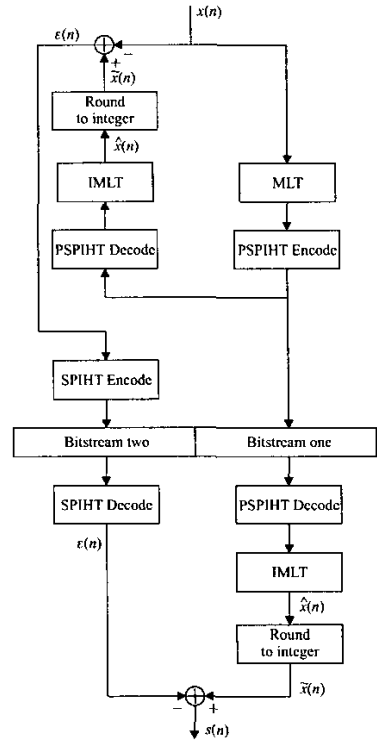 x(n)
ε(n)
−
+
x̃(n)
Round
to integer
x̂(n)
IMLT
MLT
PSPIHT Decode
PSPIHT Encode
SPIHT Encode
Bitstream two
Bitstream one
SPIHT Decode
PSPIHT Decode
ε(n)
IMLT
x̂(n)
Round
to integer
x̃(n)
−
+
s(n)